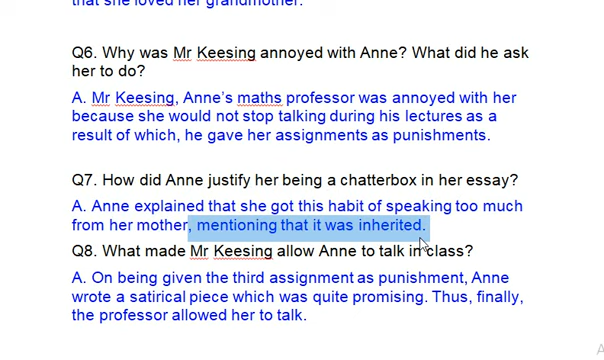 that she loved her grandmother.
Q6. Why was Mr Keesing annoyed with Anne? What did he ask
her to do?
A. Mr Keesing, Anne's maths professor was annoyed with her
because she would not stop talking during his lectures as a
result of which, he gave her assignments as punishments.
Q7. How did Anne justify her being a chatterbox in her essay?
A. Anne explained that she got this habit of speaking too much
from her mother, mentioning that it was inherited.
Q8. What made Mr Keesing allow Anne to talk in class?
A. On being given the third assignment as punishment, Anne
wrote a satirical piece which was quite promising. Thus, finally,
the professor allowed her to talk.